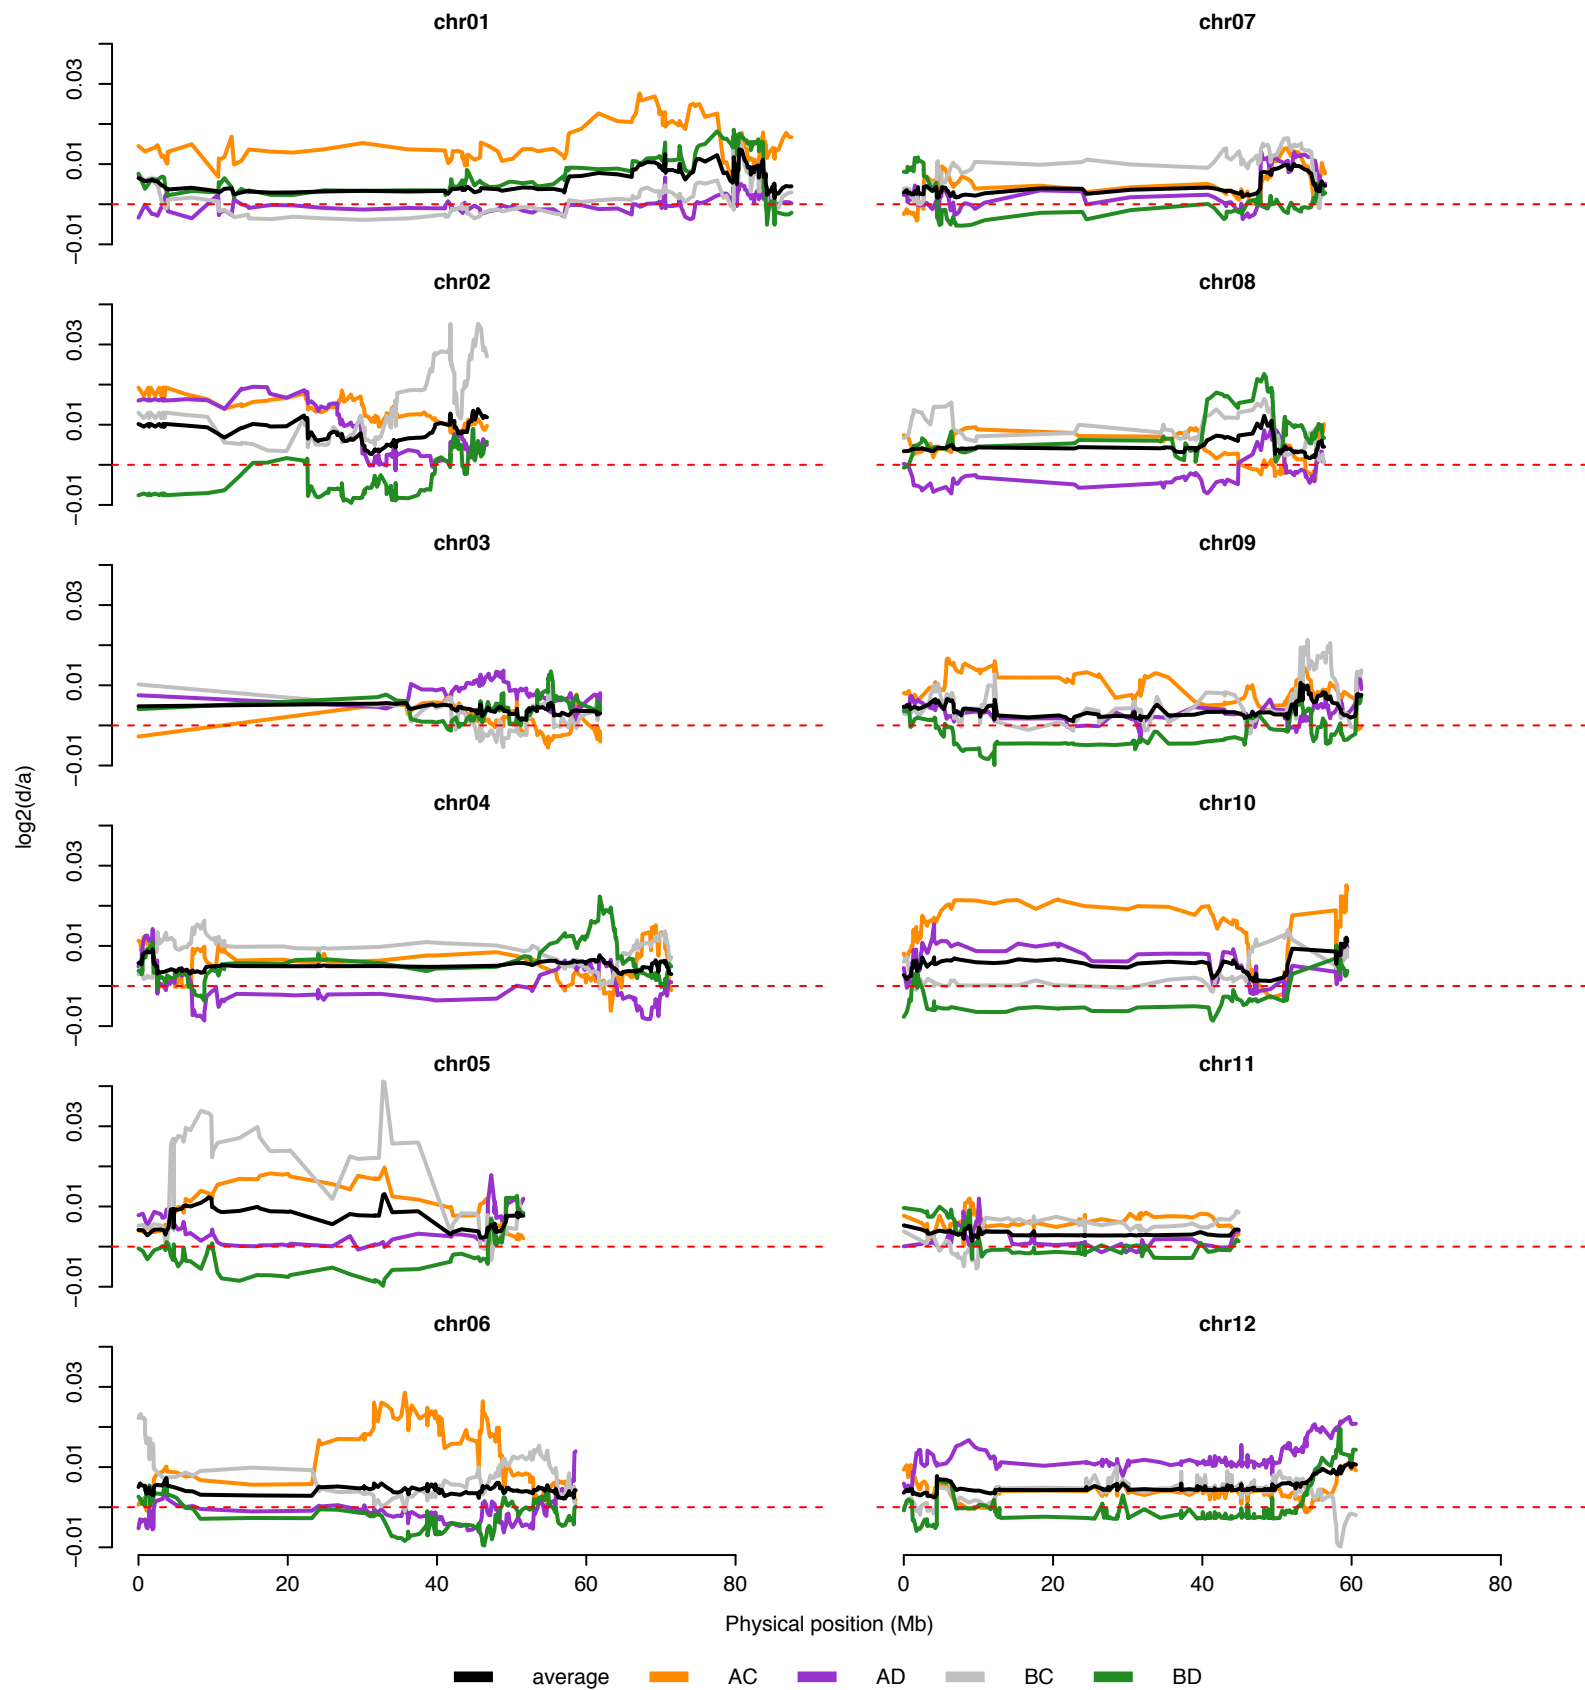 chr01
chr07
0.03
0.01
−0.01
chr02
chr08
0.03
0.01
−0.01
chr03
chr09
0.03
0.01
−0.01
log2(d/a)
chr04
chr10
0.03
0.01
−0.01
chr05
chr11
0.03
0.01
−0.01
chr06
chr12
0.03
0.01
−0.01
0 20 40 60 80
0 20 40 60 80
Physical position (Mb)
average AC AD BC BD